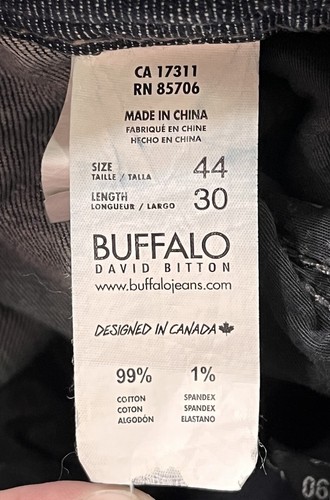 CA 17311
RN 85706
MADE IN CHINA
FABRIQUÉ EN CHINE
HECHO EN CHINA
SIZE 44
TAILLE / TALLA
LENGTH 30
LONGUEUR / LARGO
BUFFALO
DAVID BITTON
www.buffalojeans.com
DESIGNED IN CANADA
99% 1%
COTTON SPANDEX
COTON SPANDEX
ALGODÓN ELASTANO